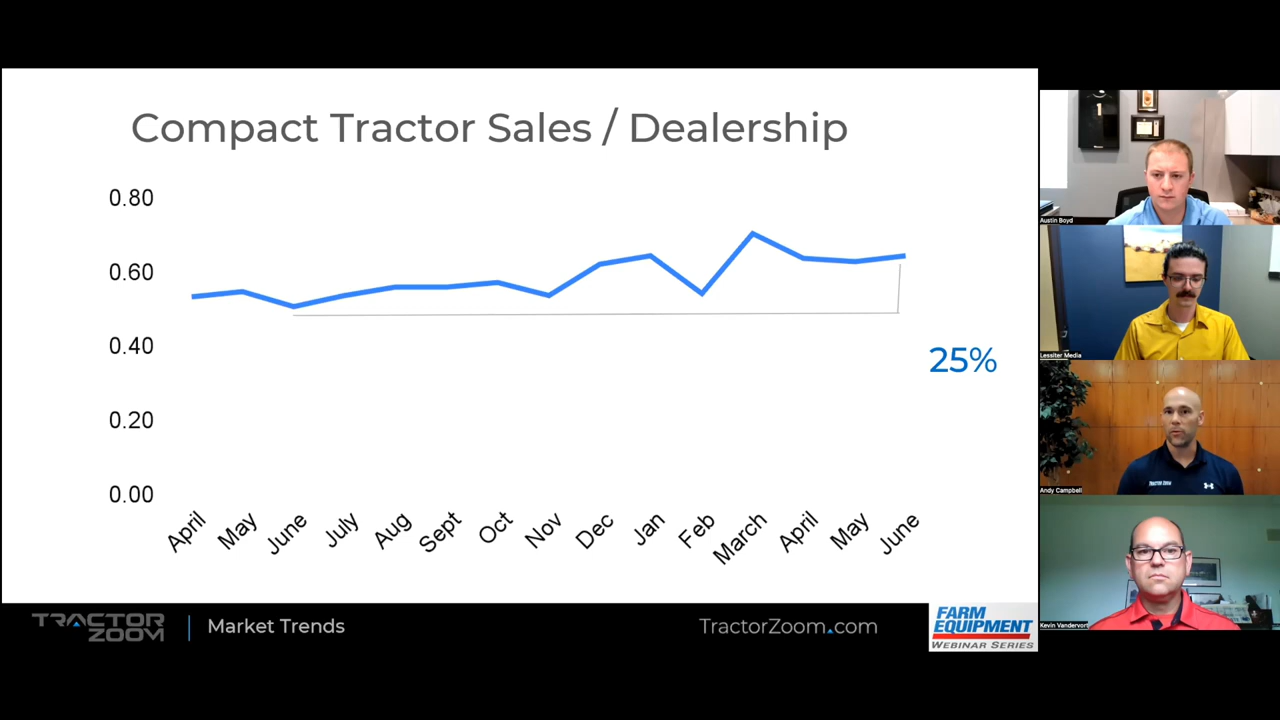 Compact Tractor Sales / Dealership
0.80
0.60
0.40
0.20
0.00
25%
April
May
June
July
Aug
Sept
Oct
Nov
Dec
Jan
Feb
March
April
May
June
TRACTOR
ZOOM
Market Trends
TractorZoom.com
FARM
EQUIPMENT
WEBINAR SERIES
Austin Boyd
Lessiter Media
TRACTOR ZOOM
Andy Campbell
Kevin Vandervort